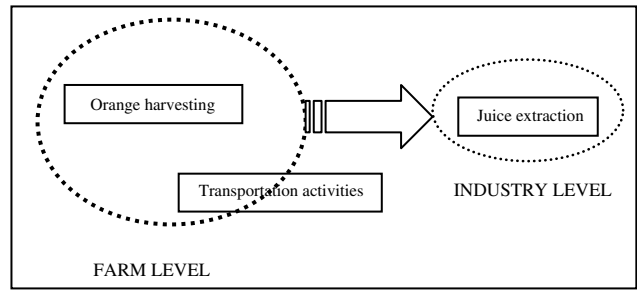 Orange harvesting
Juice extraction
Transportation activities
INDUSTRY LEVEL
FARM LEVEL